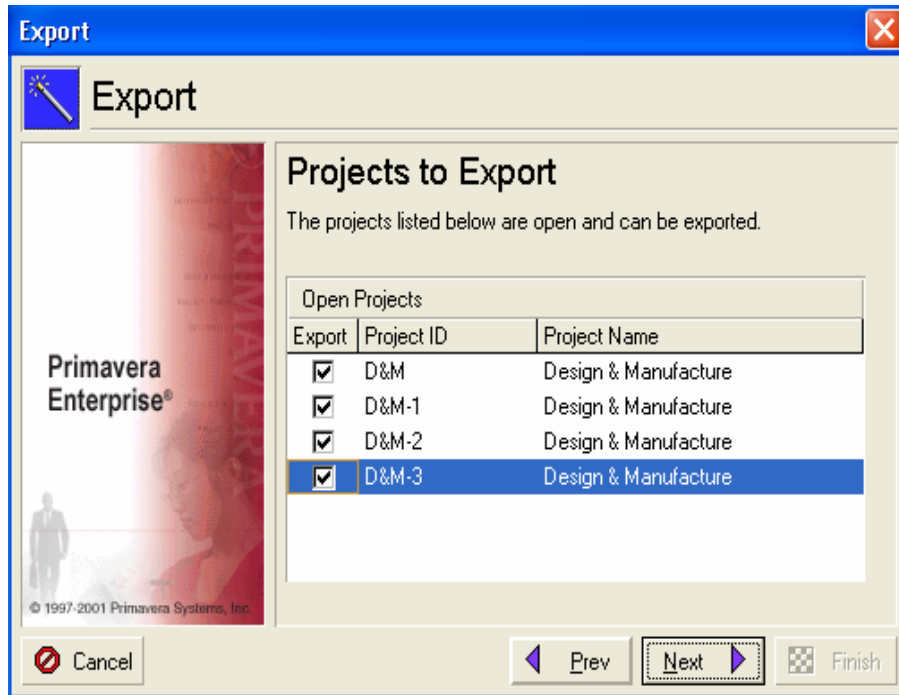 Export
Export
Projects to Export
The projects listed below are open and can be exported.
Open Projects
Export Project ID Project Name
D&M Design & Manufacture
D&M-1 Design & Manufacture
D&M-2 Design & Manufacture
D&M-3 Design & Manufacture
PRIMAVERA
Primavera
Enterprise®
© 1997-2001 Primavera Systems, Inc.
Cancel
Prev
Next
Finish